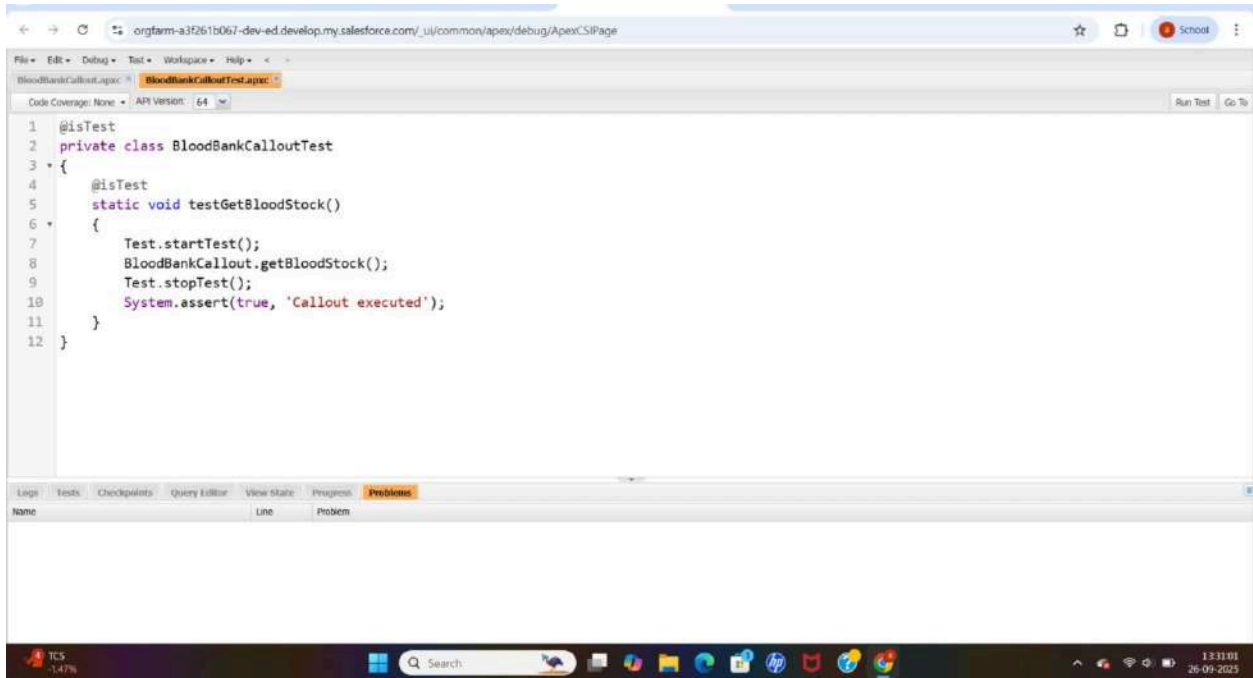 orgfarm-a3f261b067-dev-ed.develop.my.salesforce.com/_ui/common/apex/debug/ApexCSIPage
School
File Edit Debug Test Workspace Help < >
BloodBankCallout.apxc BloodBankCalloutTest.apxc
Code Coverage: None API Version: 64 Run Test Go To
1 @isTest
2 private class BloodBankCalloutTest
3 {
4 @isTest
5 static void testGetBloodStock()
6 {
7 Test.startTest();
8 BloodBankCallout.getBloodStock();
9 Test.stopTest();
10 System.assert(true, 'Callout executed');
11 }
12 }
Logs Tests Checkpoints Query Editor View State Progress Problems
Name Line Problem
4 TCS
-1.47%
Search
13:31:01
26-09-2025